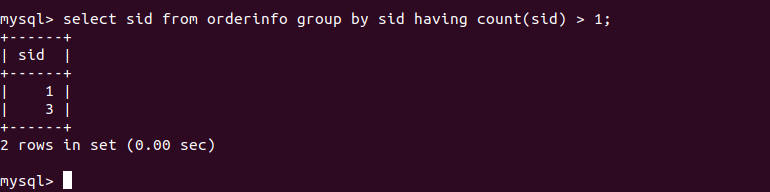 mysql> select sid from orderinfo group by sid having count(sid) > 1;
+------+
| sid  |
+------+
|    1 |
|    3 |
+------+
2 rows in set (0.00 sec)
mysql>